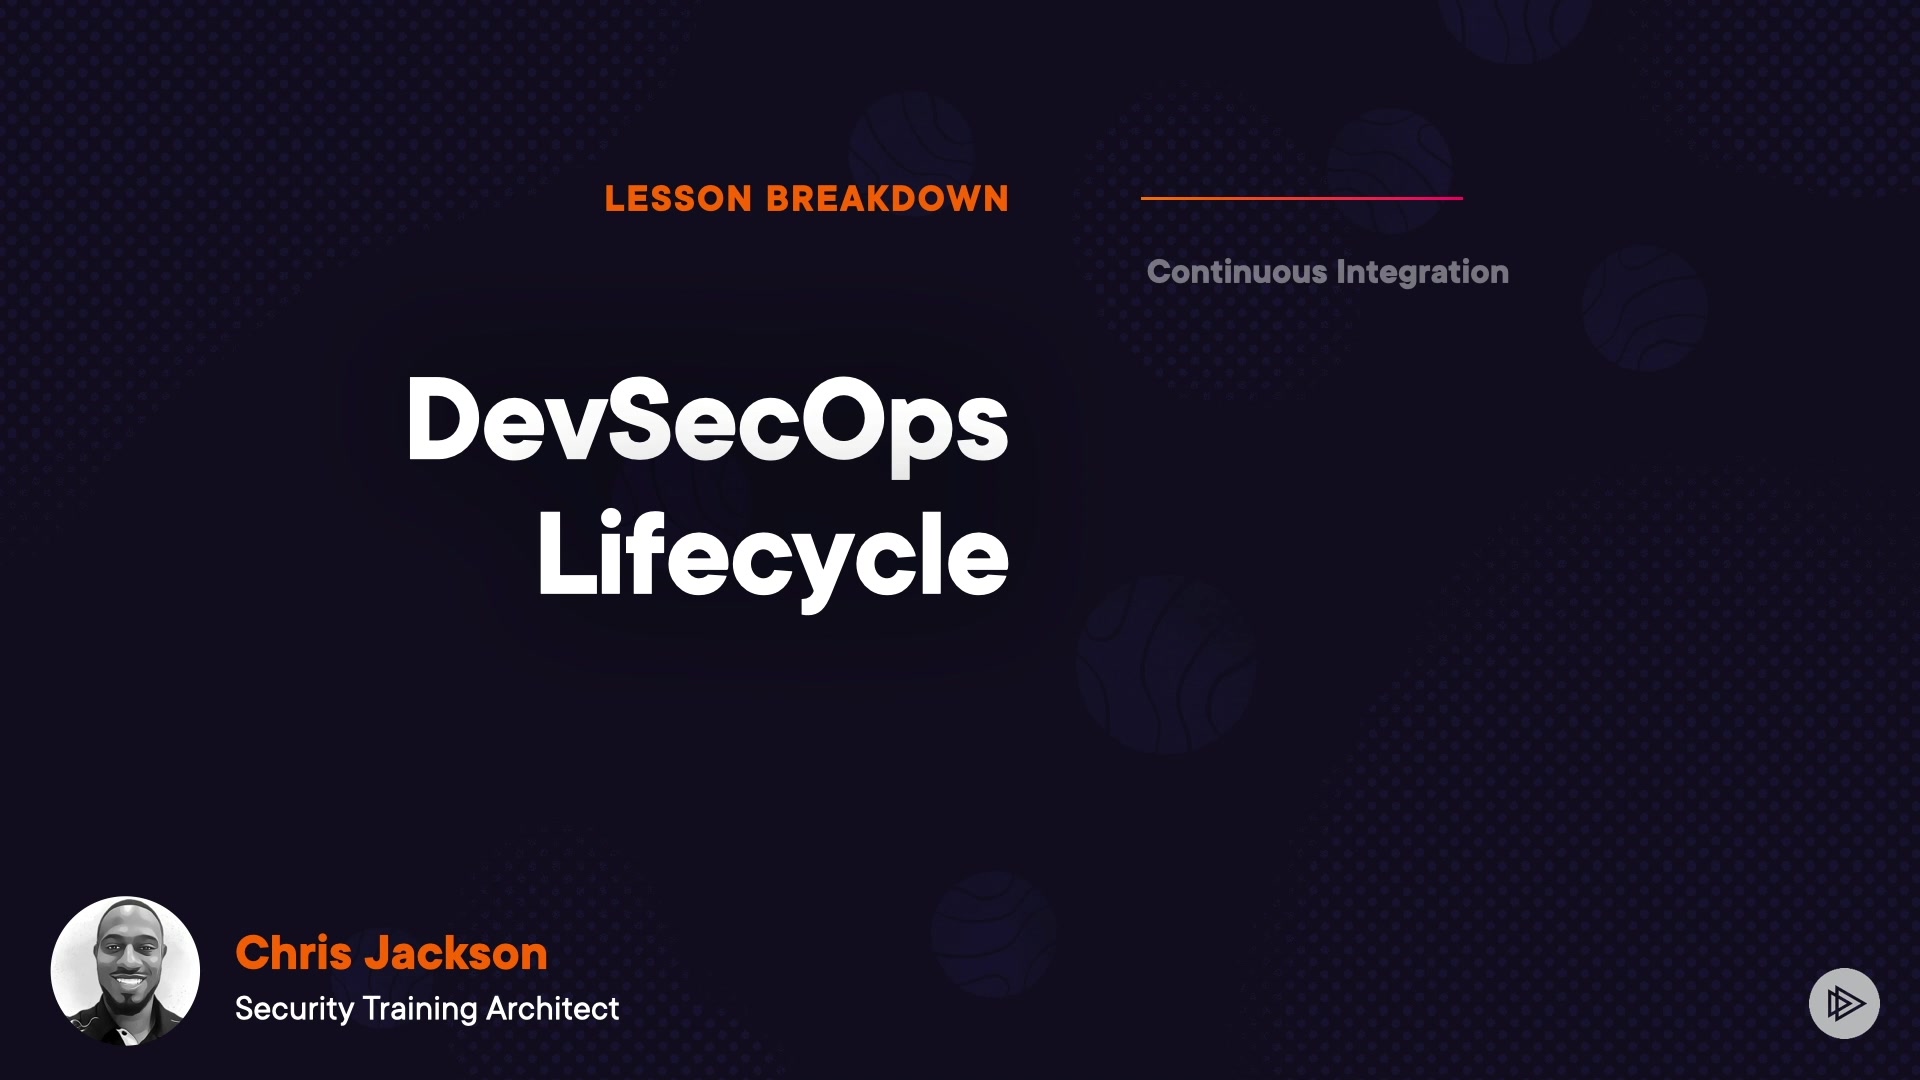 LESSON BREAKDOWN
Continuous Integration
DevSecOps
Lifecycle
Chris Jackson
Security Training Architect